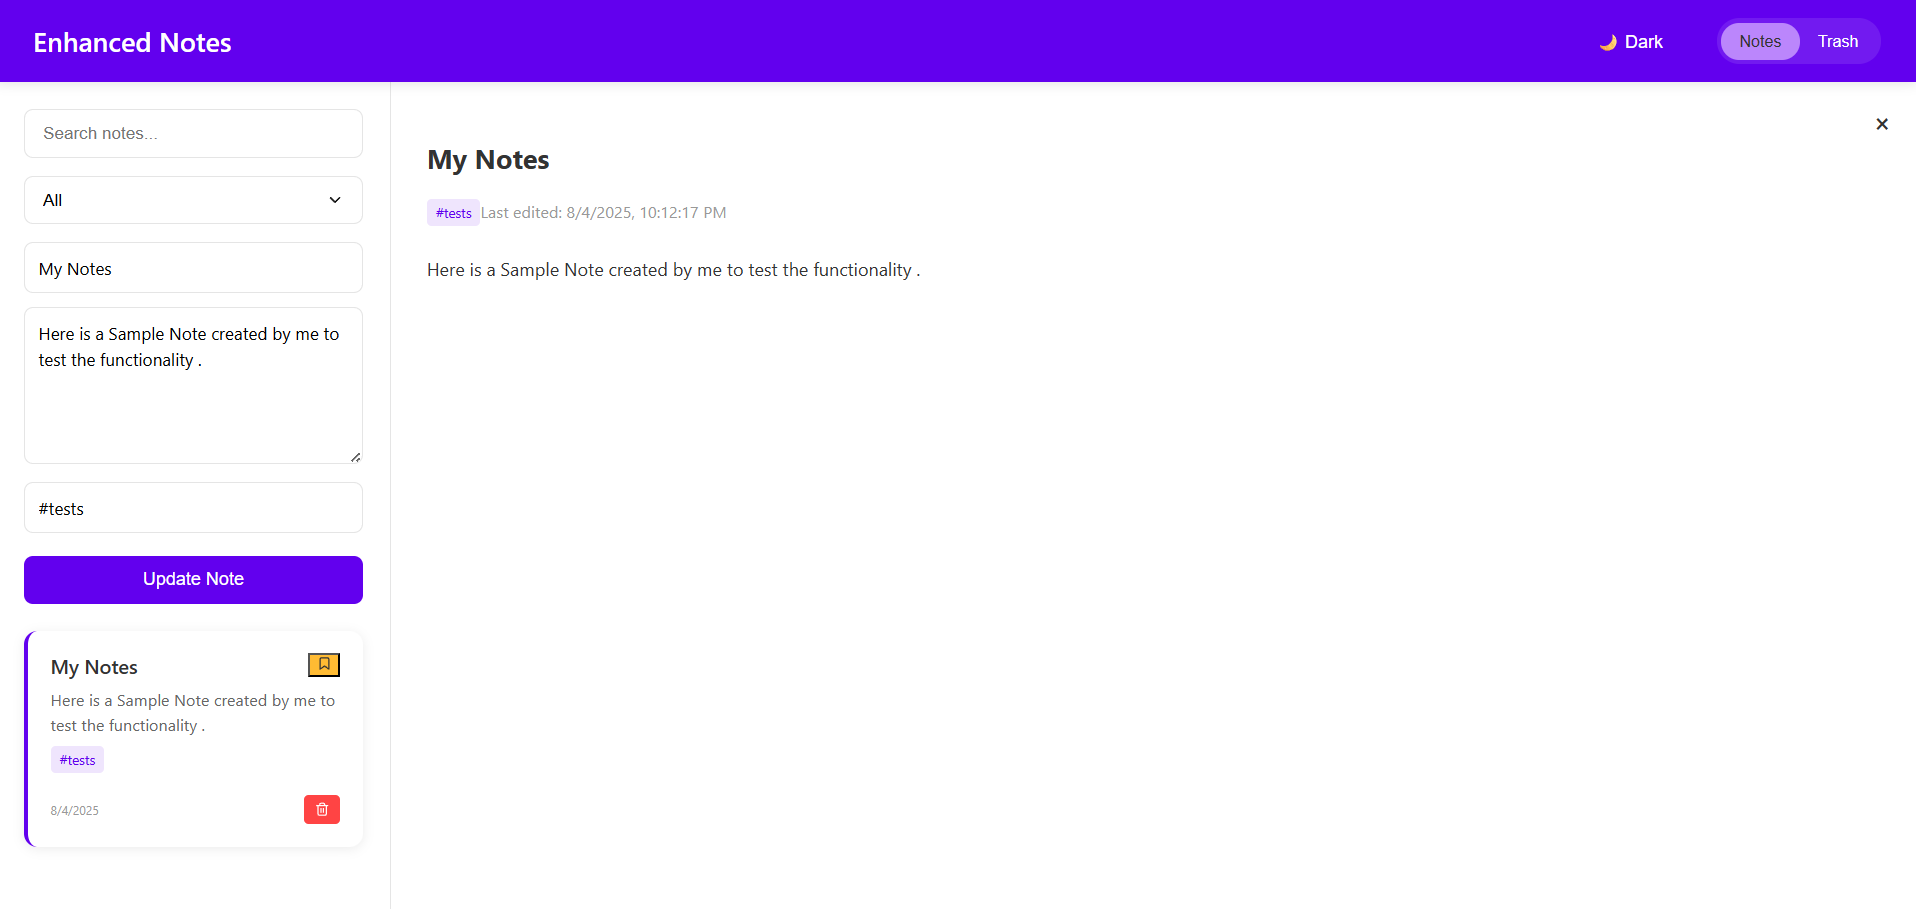 Enhanced Notes
Dark
Notes
Trash
Search notes...
All
My Notes
Here is a Sample Note created by me to
test the functionality .
#tests
Update Note
My Notes
Here is a Sample Note created by me to
test the functionality .
#tests
8/4/2025
×
My Notes
#tests Last edited: 8/4/2025, 10:12:17 PM
Here is a Sample Note created by me to test the functionality .